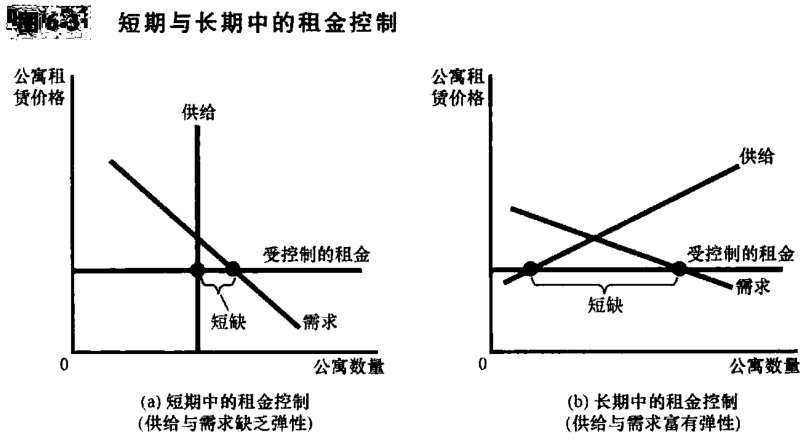 图6-3 短期与长期中的租金控制
公寓租
赁价格
供给
受控制的租金
短缺
需求
0
公寓数量
(a) 短期中的租金控制
(供给与需求缺乏弹性)
公寓租
赁价格
供给
受控制的租金
需求
短缺
0
公寓数量
(b) 长期中的租金控制
(供给与需求富有弹性)